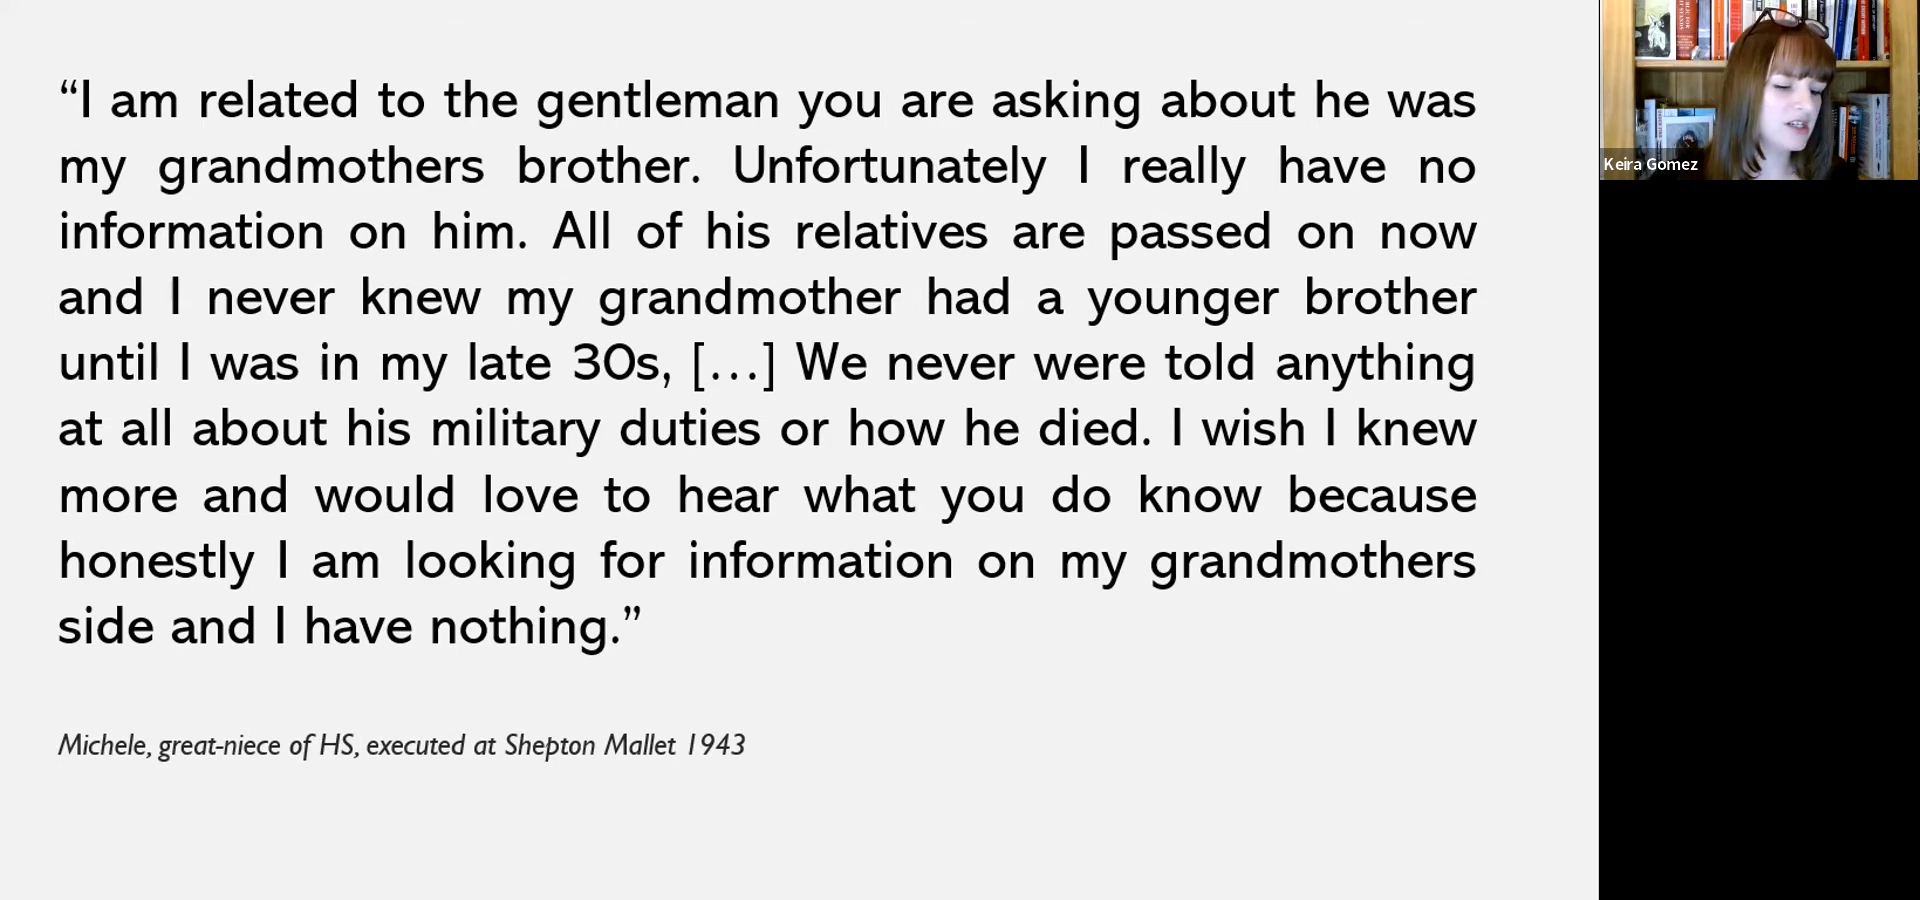 “I am related to the gentleman you are asking about he was
my grandmothers brother. Unfortunately I really have no
information on him. All of his relatives are passed on now
and I never knew my grandmother had a younger brother
until I was in my late 30s, […] We never were told anything
at all about his military duties or how he died. I wish I knew
more and would love to hear what you do know because
honestly I am looking for information on my grandmothers
side and I have nothing.”
Michele, great-niece of HS, executed at Shepton Mallet 1943
Keira Gomez